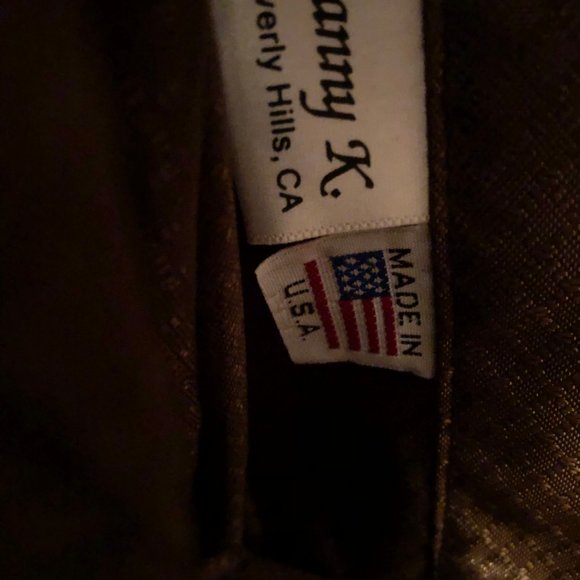 anny K.
verly Hills, CA
MADE IN
U.S.A.